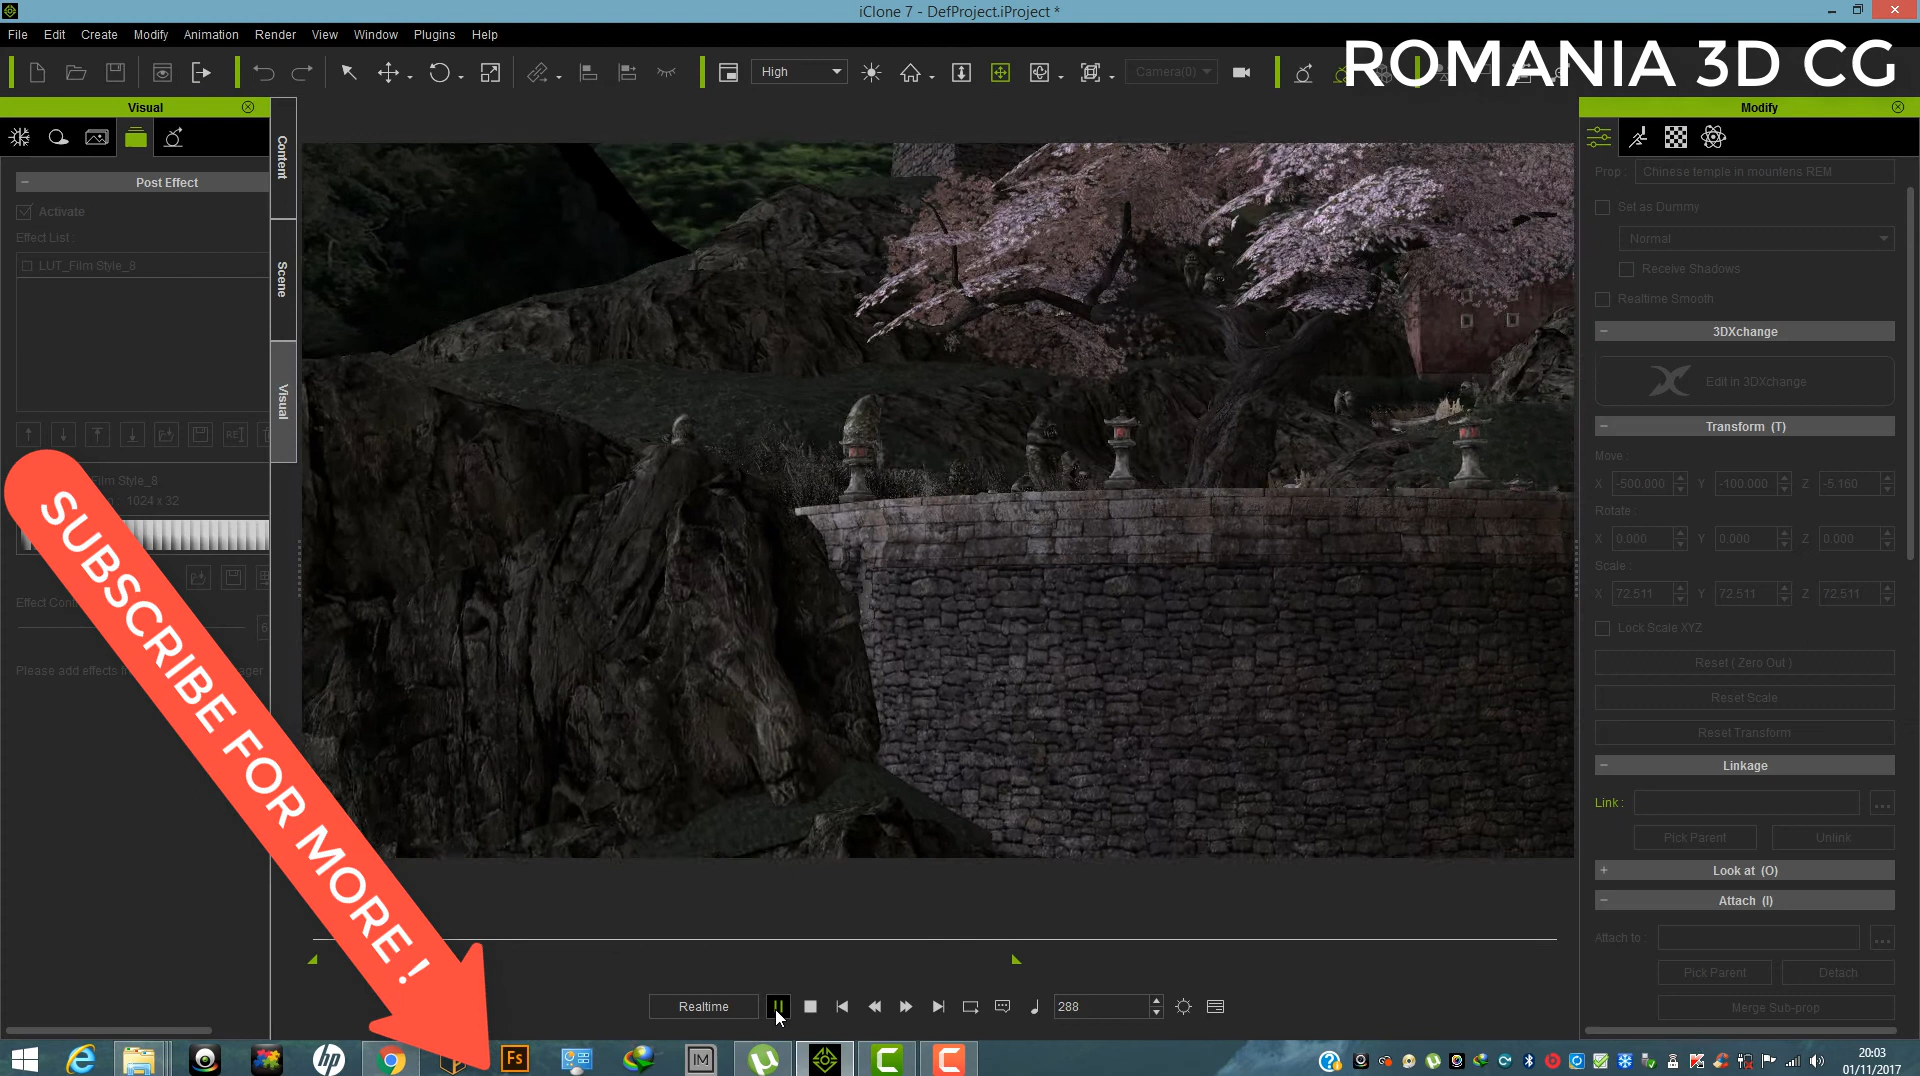 iClone 7 - DefProject.iProject *
File Edit Create Modify Animation Render View Window Plugins Help
High
Camera(0)
ROMANIA 3D CG
Visual
Content
Scene
Visual
Post Effect
Activate
Effect List :
LUT_Film Style_8
Film Style_8
: 1024 x 32
Effect Con
6
Please add effects
ager
SUBSCRIBE FOR MORE!
Modify
Prop : Chinese temple in mountens REM
Set as Dummy
Normal
Receive Shadows
Realtime Smooth
3DXchange
Edit in 3DXchange
Transform (T)
Move :
X -500.000 Y -100.000 Z -5.160
Rotate :
X 0.000 Y 0.000 Z 0.000
Scale :
X 72.511 Y 72.511 Z 72.511
Lock Scale XYZ
Reset ( Zero Out )
Reset Scale
Reset Transform
Linkage
Link :
...
Pick Parent Unlink
Look at (O)
Attach (I)
Attach to :
...
Pick Parent Detach
Merge Sub-prop
Realtime
288
hp
Fs
IM
20:03
01/11/2017